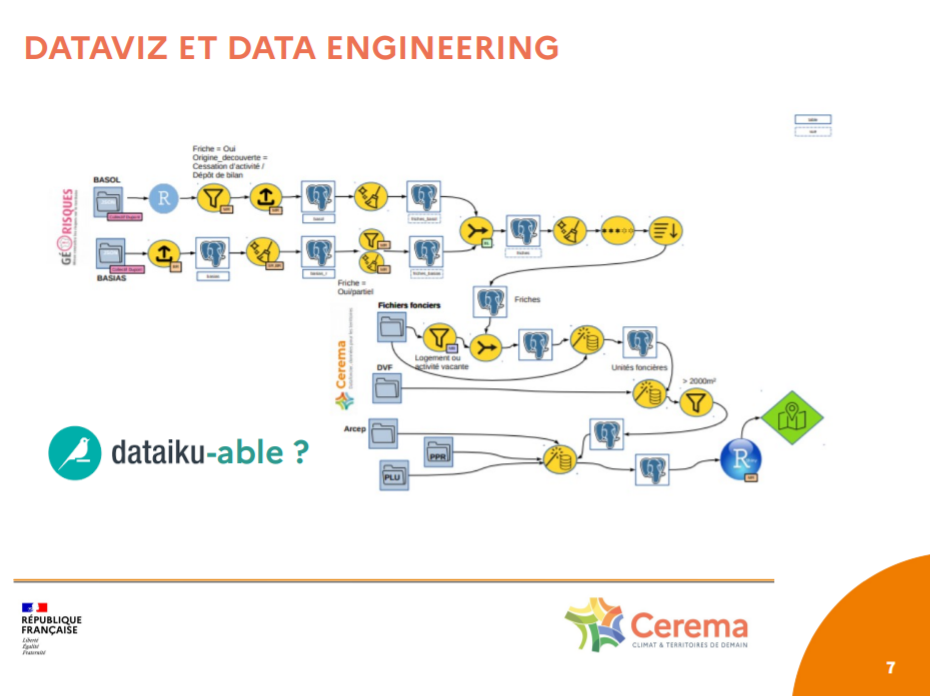 DATAVIZ ET DATA ENGINEERING
Friche = Oui
Origine_decouverte =
Cessation d'activité /
Dépôt de bilan
BASOL
GÉORISQUES
R
BASIAS
Friche =
Oui/partiel
Friches
Fichiers fonciers
Cerema
Logement ou
activité vacante
Unités foncières
DVF
> 2000m²
Arcep
PPR
PLU
R
dataiku-able ?
RÉPUBLIQUE
FRANÇAISE
Liberté
Égalité
Fraternité
Cerema
CLIMAT & TERRITOIRES DE DEMAIN
7